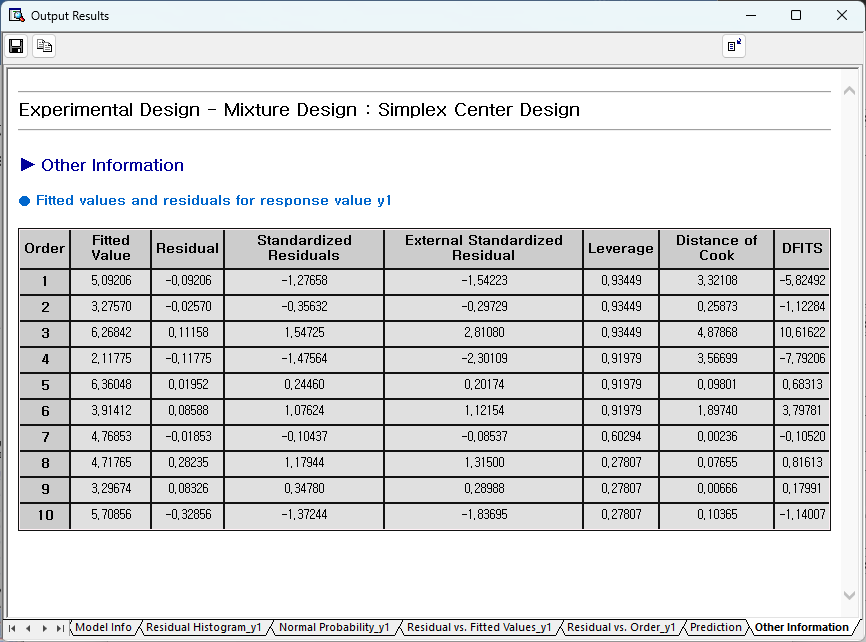 Output Results
Experimental Design - Mixture Design : Simplex Center Design
Other Information
Fitted values and residuals for response value y1
Order Fitted Value Residual Standardized Residuals External Standardized Residual Leverage Distance of Cook DFITS
1 5,09206 -0,09206 -1,27658 -1,54223 0,93449 3,32108 -5,82492
2 3,27570 -0,02570 -0,35632 -0,29729 0,93449 0,25873 -1,12284
3 6,26842 0,11158 1,54725 2,81080 0,93449 4,87868 10,61622
4 2,11775 -0,11775 -1,47564 -2,30109 0,91979 3,56699 -7,79206
5 6,36048 0,01952 0,24460 0,20174 0,91979 0,09801 0,68313
6 3,91412 0,08588 1,07624 1,12154 0,91979 1,89740 3,79781
7 4,76853 -0,01853 -0,10437 -0,08537 0,60294 0,00236 -0,10520
8 4,71765 0,28235 1,17944 1,31500 0,27807 0,07655 0,81613
9 3,29674 0,08326 0,34780 0,28988 0,27807 0,00666 0,17991
10 5,70856 -0,32856 -1,37244 -1,83695 0,27807 0,10365 -1,14007
Model Info Residual Histogram_y1 Normal Probability_y1 Residual vs. Fitted Values_y1 Residual vs. Order_y1 Prediction Other Information